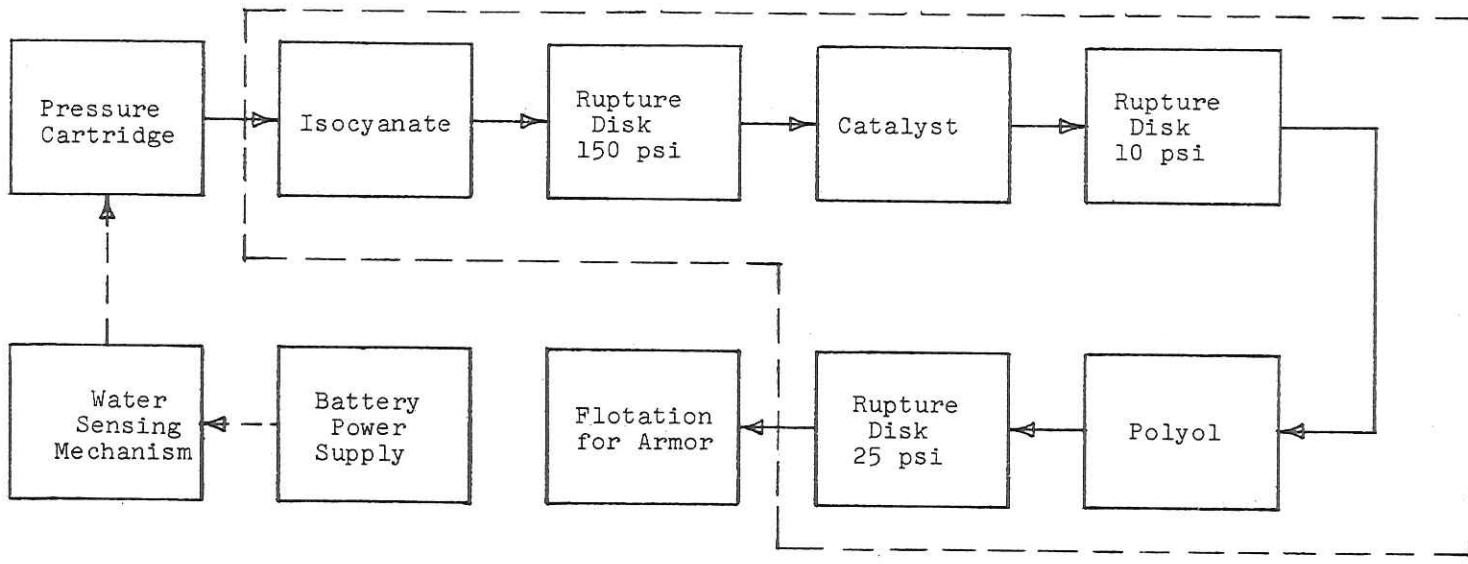 Pressure
Cartridge
Isocyanate
Rupture
Disk
150 psi
Catalyst
Rupture
Disk
10 psi
Water
Sensing
Mechanism
Battery
Power
Supply
Flotation
for Armor
Rupture
Disk
25 psi
Polyol